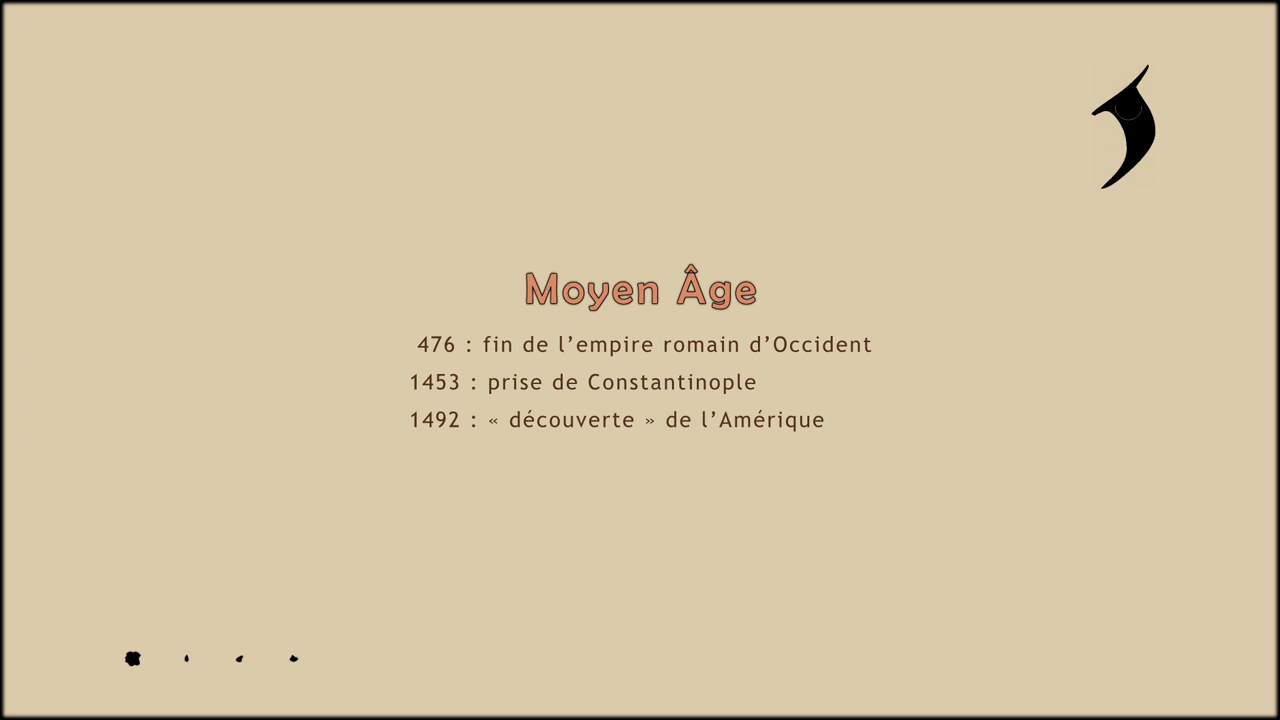 Moyen Âge
476 : fin de l’empire romain d’Occident
1453 : prise de Constantinople
1492 : « découverte » de l’Amérique